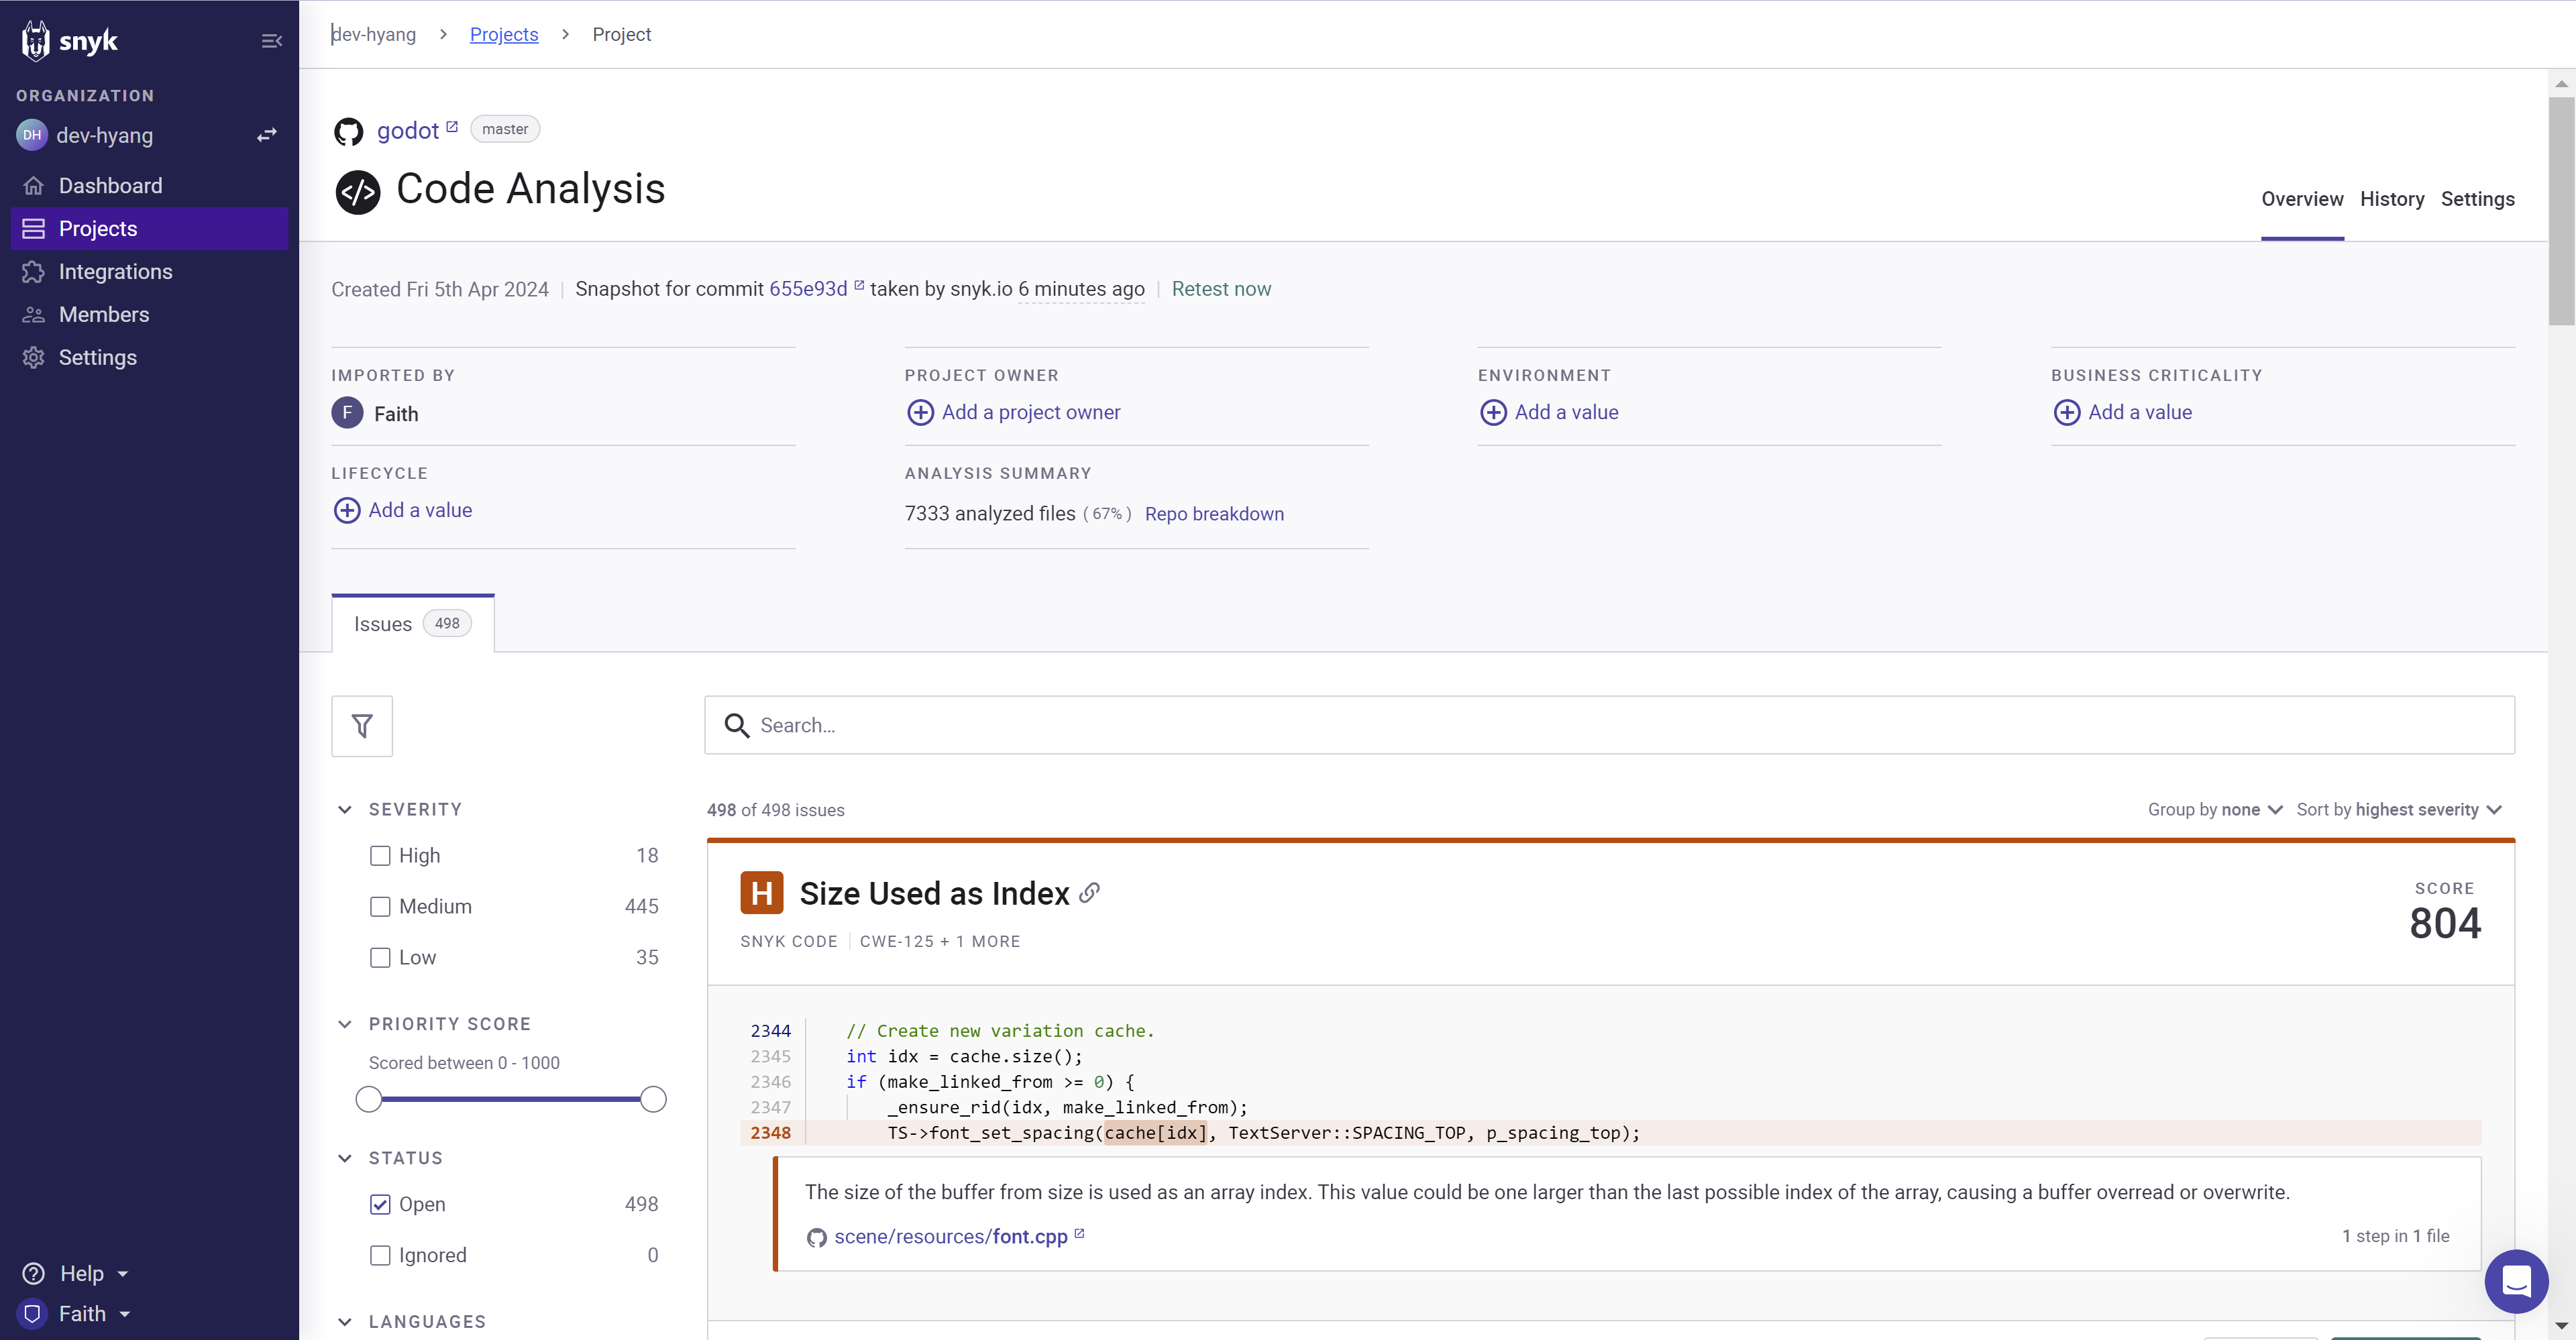 snyk
ORGANIZATION
DH dev-hyang
Dashboard
Projects
Integrations
Members
Settings
Help
Faith
dev-hyang > Projects > Project
godot master
</> Code Analysis
Overview History Settings
Created Fri 5th Apr 2024 | Snapshot for commit 655e93d taken by snyk.io 6 minutes ago | Retest now
IMPORTED BY
F Faith
PROJECT OWNER
Add a project owner
ENVIRONMENT
Add a value
BUSINESS CRITICALITY
Add a value
LIFECYCLE
Add a value
ANALYSIS SUMMARY
7333 analyzed files ( 67% ) Repo breakdown
Issues 498
Search...
SEVERITY
High 18
Medium 445
Low 35
PRIORITY SCORE
Scored between 0 - 1000
STATUS
Open 498
Ignored 0
LANGUAGES
498 of 498 issues
Group by none Sort by highest severity
H Size Used as Index
SCORE
804
SNYK CODE | CWE-125 + 1 MORE
2344 // Create new variation cache.
2345 int idx = cache.size();
2346 if (make_linked_from >= 0) {
2347 _ensure_rid(idx, make_linked_from);
2348 TS->font_set_spacing(cache[idx], TextServer::SPACING_TOP, p_spacing_top);
The size of the buffer from size is used as an array index. This value could be one larger than the last possible index of the array, causing a buffer overread or overwrite.
scene/resources/font.cpp
1 step in 1 file